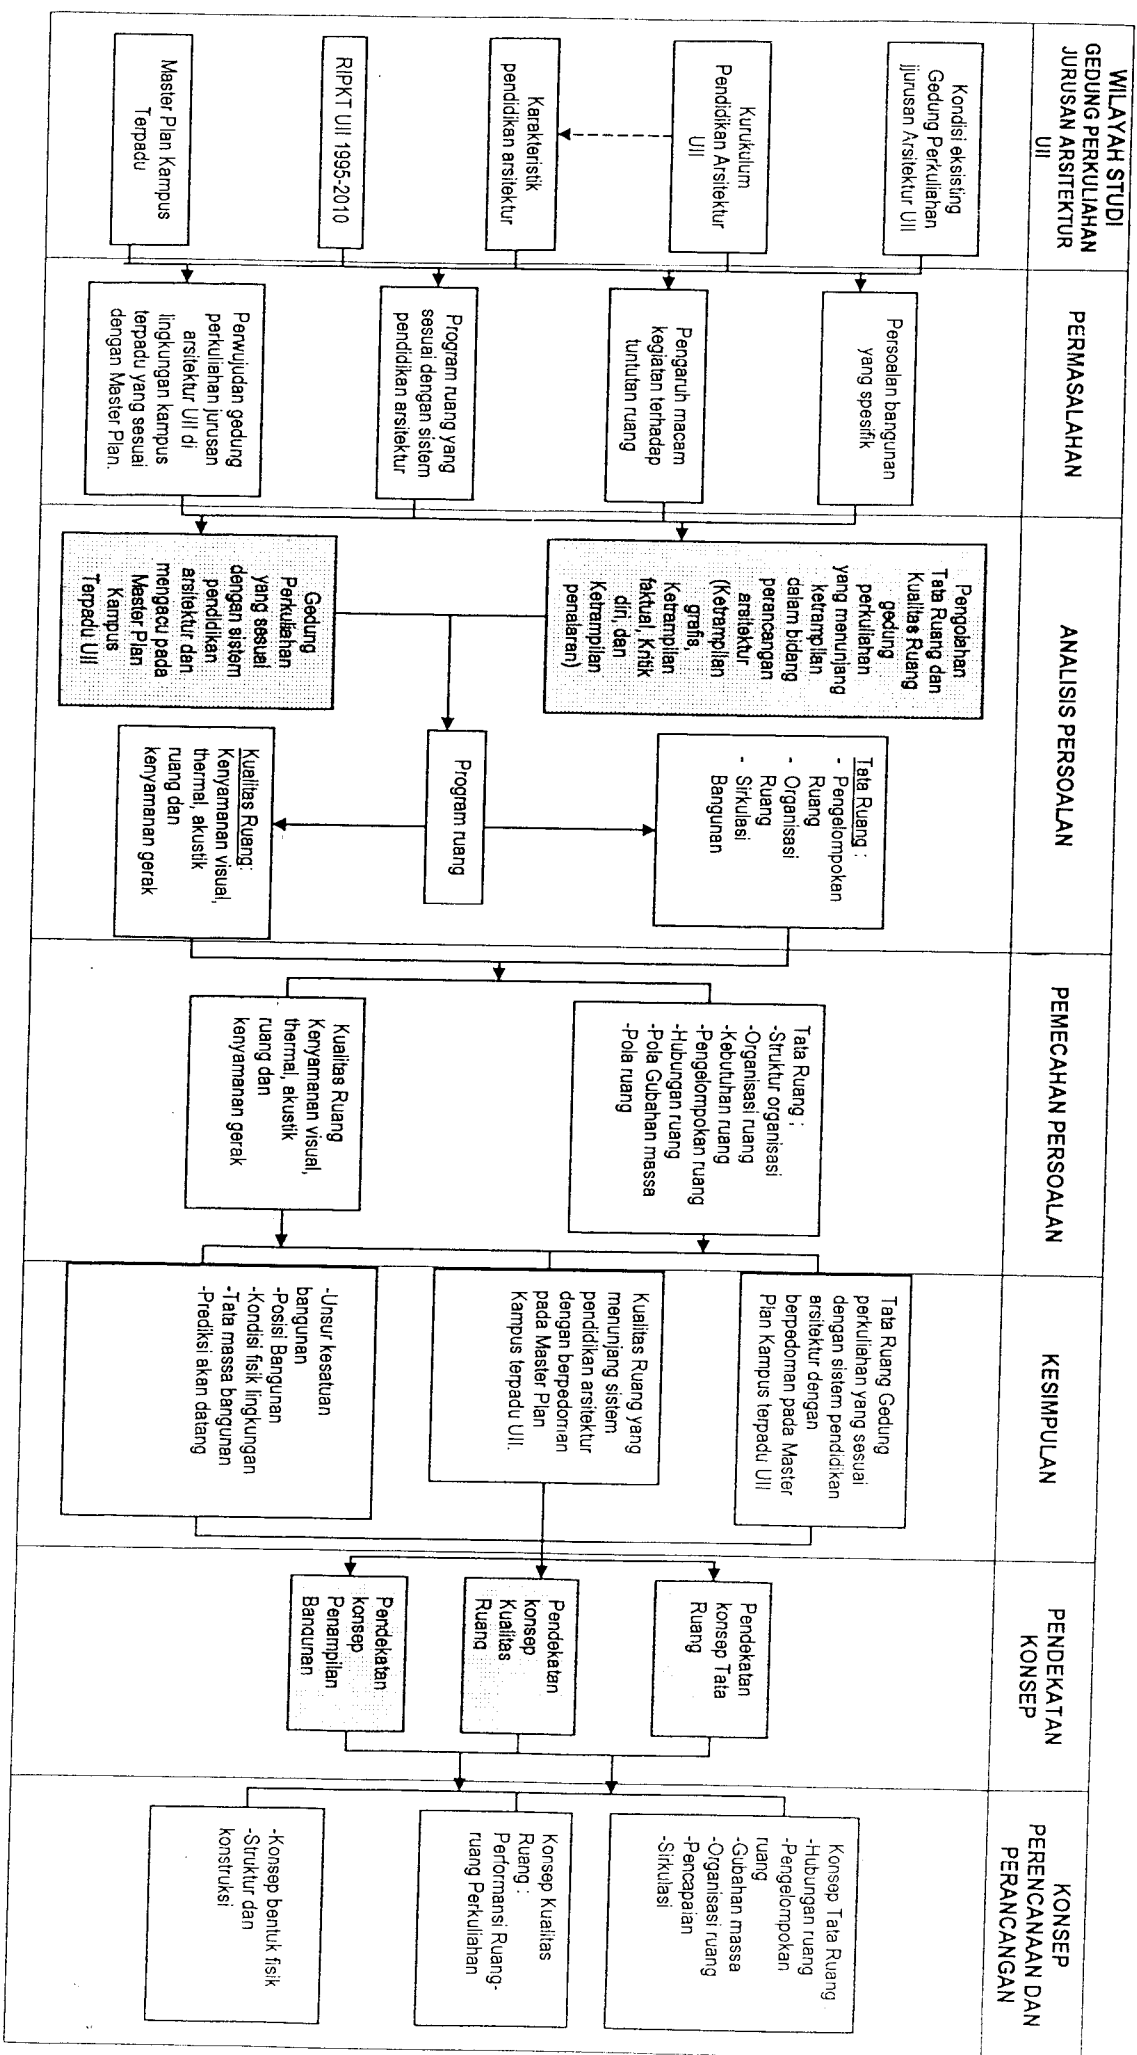 WILAYAH STUDI
GEDUNG PERKULIAHAN
JURUSAN ARSITEKTUR
UII
Kondisi eksisting
Gedung Perkuliahan
jjurusan Arsitektur UII
Kurukulum
Pendidikan Arsitektur
UII
Karakteristik
pendidikan arsitektur
RIPKT UII 1995-2010
Master Plan Kampus
Terpadu
PERMASALAHAN
Persoalan bangunan
yang spesifik
Pengaruh macam
kegiatan terhadap
tuntutan ruang
Program ruang yang
sesuai dengan sistem
pendidikan arsitektur
Perwujudan gedung
perkuliahan jurusan
arsitektur UII di
lingkungan kampus
terpadu yang sesuai
dengan Master Plan.
ANALISIS PERSOALAN
Pengolahan
Tata Ruang dan
Kualitas Ruang
gedung
perkuliahan
yang menunjang
ketrampilan
dalam bidang
perancangan
arsitektur
(Ketrampilan
grafis,
Ketrampilan
faktual, Kritik
diri, dan
Ketrampilan
penalaran)
Gedung
Perkuliahan
yang sesuai
dengan sistem
pendidikan
arsitektur dan
mengacu pada
Master Plan
Kampus
Terpadu UII
Program ruang
Tata Ruang :
- Pengelompokan
Ruang
- Organisasi
Ruang
- Sirkulasi
Bangunan
Kualitas Ruang:
Kenyamanan visual,
thermal, akustik
ruang dan
kenyamanan gerak
PEMECAHAN PERSOALAN
Tata Ruang ;
-Struktur organisasi
-Organisasi ruang
-Kebutuhan ruang
-Pengelompokan ruang
-Hubungan ruang
-Pola Gubahan massa
-Pola ruang
Kualitas Ruang
Kenyamanan visual,
thermal, akustik
ruang dan
kenyamanan gerak
KESIMPULAN
Tata Ruang Gedung
perkuliahan yang sesuai
dengan sistem pendidikan
arsitektur dengan
berpedoman pada Master
Plan Kampus terpadu UII
Kualitas Ruang yang
menunjang sistem
pendidikan arsitektur
dengan berpedoman
pada Master Plan
Kampus terpadu UII.
-Unsur kesatuan
bangunan
-Posisi Bangunan
-Kondisi fisik lingkungan
-Tata massa bangunan
-Prediksi akan datang
PENDEKATAN
KONSEP
Pendekatan
konsep Tata
Ruang
Pendekatan
konsep
Kualitas
Ruang
Pendekatan
konsep
Penampilan
Bangunan
KONSEP
PERENCANAAN DAN
PERANCANGAN
Konsep Tata Ruang
-Hubungan ruang
-Pengelompokan
ruang
-Gubahan massa
-Organisasi ruang
-Pencapaian
-Sirkulasi
Konsep Kualitas
Ruang :
Performansi Ruang-
ruang Perkuliahan
-Konsep bentuk fisik
-Struktur dan
konstruksi